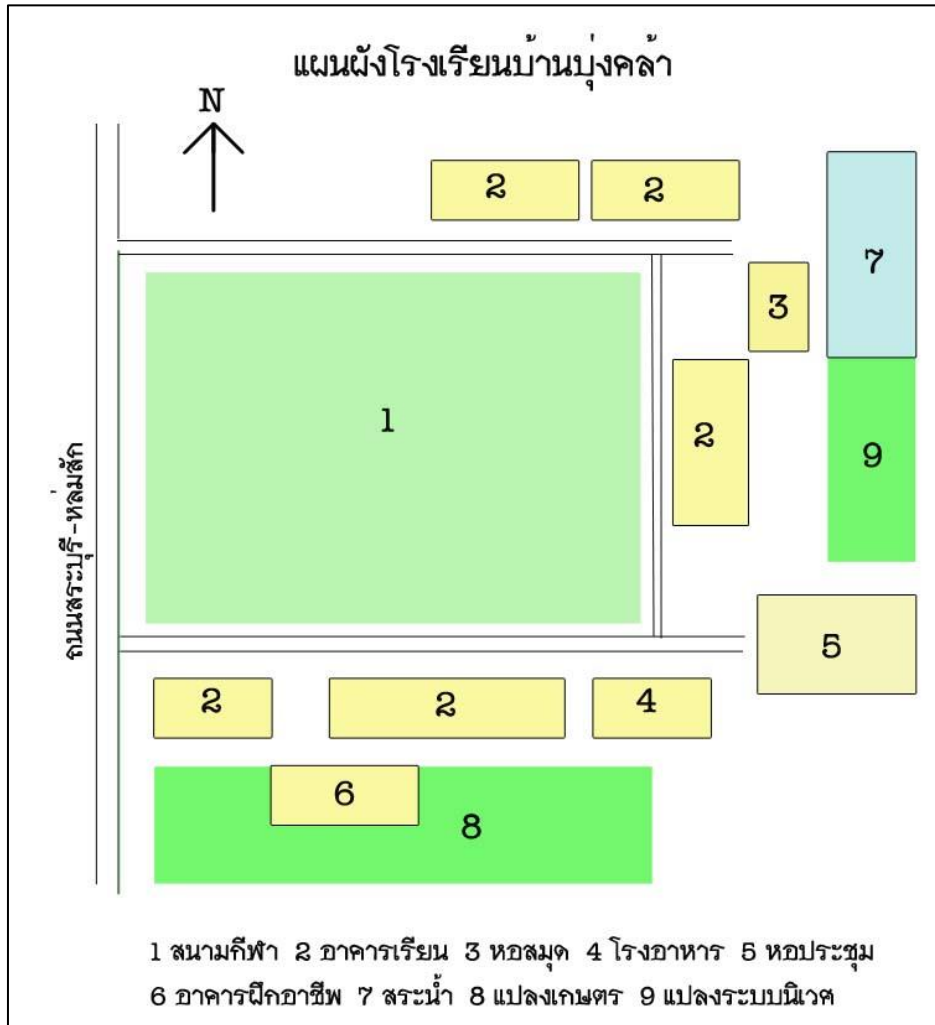 แผนผังโรงเรียนบ้านบุ่งคล้า
N
2 2
7
3
1
2
9
ถนนสระบุรี-หล่มสัก
5
2 2 4
6
8
1 สนามกีฬา 2 อาคารเรียน 3 หอสมุด 4 โรงอาหาร 5 หอประชุม
6 อาคารฝึกอาชีพ 7 สระน้ำ 8 แปลงเกษตร 9 แปลงระบบนิเวศ